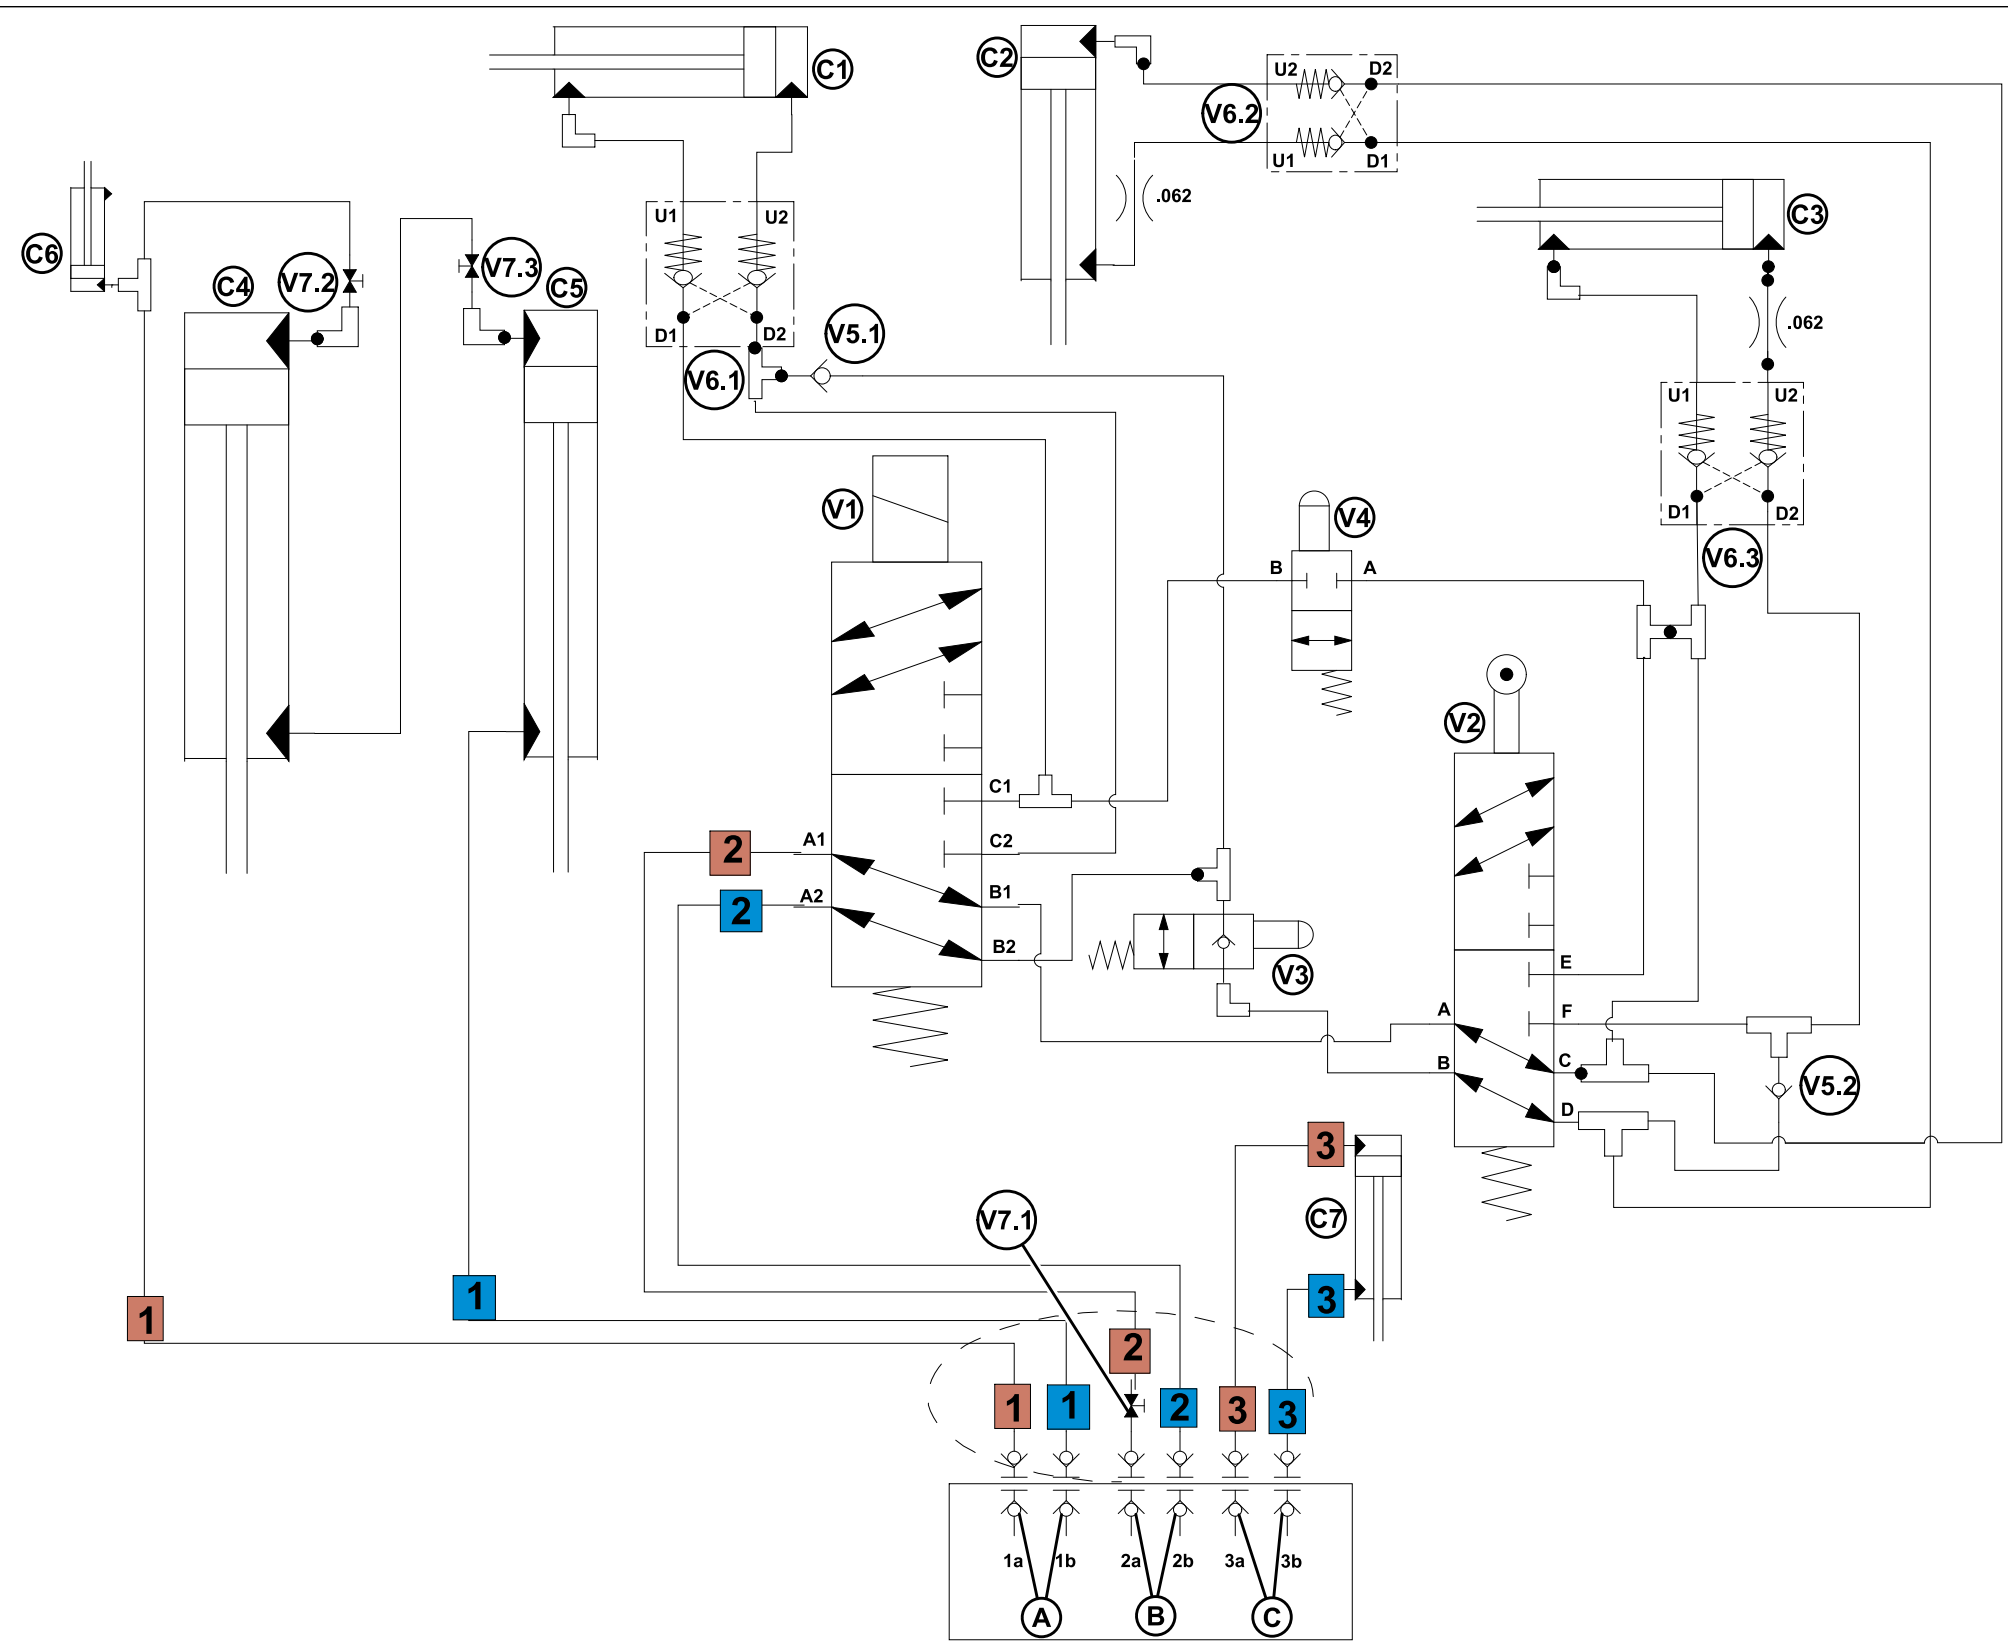 C1
C2
U2 D2
V6.2
U1 D1
.062
C3
C6
V7.2
C4
V7.3
C5
U1 U2
D1 D2
V6.1
V5.1
.062
U1 U2
D1 D2
V6.3
V1
V4
B A
V2
C1
C2
A1
2
A2
2
B1
B2
V3
E
F
A
B
C
D
V5.2
3
C7
3
V7.1
1
1
2
1 1 2 3 3
1a 1b 2a 2b 3a 3b
A B C